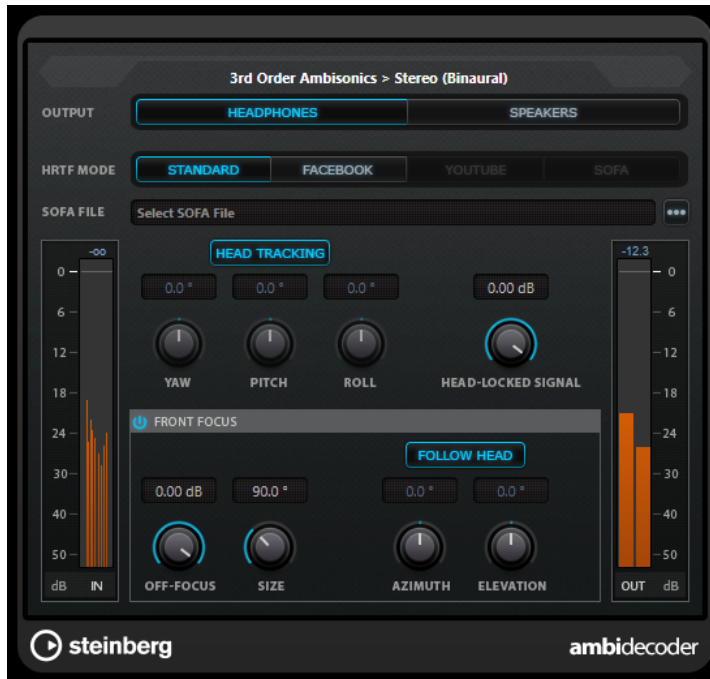 3rd Order Ambisonics > Stereo (Binaural)
OUTPUT HEADPHONES SPEAKERS
HRTF MODE STANDARD FACEBOOK YOUTUBE SOFA
SOFA FILE Select SOFA File
-∞ HEAD TRACKING -12.3
0 0.0 ° 0.0 ° 0.0 ° 0.00 dB 0
6 6
12 12
YAW PITCH ROLL HEAD-LOCKED SIGNAL
18 18
FRONT FOCUS
24 24
FOLLOW HEAD
30 30
0.00 dB 90.0 ° 0.0 ° 0.0 °
40 40
50 50
dB IN OFF-FOCUS SIZE AZIMUTH ELEVATION OUT dB
steinberg ambidecoder